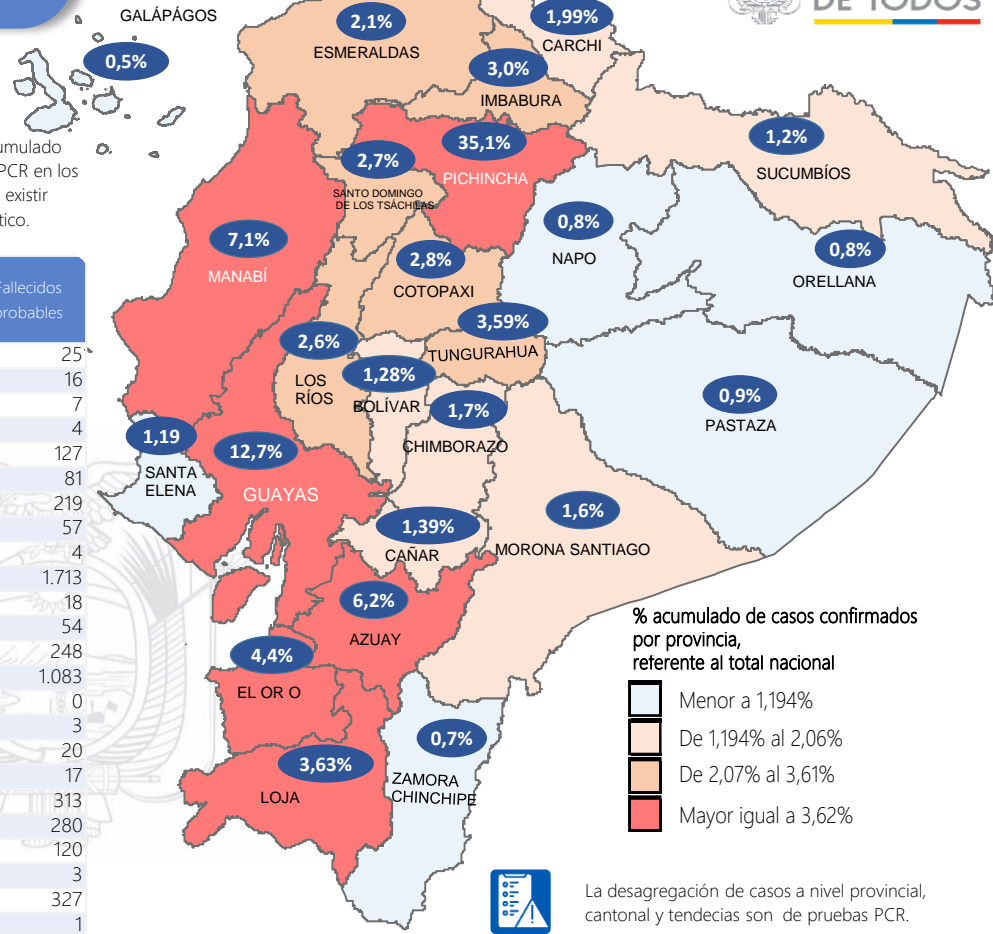 GALÁPÁGOS
0,5%
2,1%
ESMERALDAS
1,99%
CARCHI
DE TODOS
3,0%
IMBABURA
umulado
PCR en los
existir
tico.
35,1%
PICHINCHA
2,7%
SANTO DOMINGO
DE LOS TSÁCHILAS
1,2%
SUCUMBÍOS
7,1%
MANABÍ
0,8%
NAPO
0,8%
ORELLANA
2,8%
COTOPAXI
3,59%
TUNGURAHUA
2,6%
LOS
RÍOS
1,28%
BOLÍVAR
1,7%
CHIMBORAZO
0,9%
PASTAZA
1,19
SANTA
ELENA
12,7%
GUAYAS
1,39%
CAÑAR
1,6%
MORONA SANTIAGO
6,2%
AZUAY
4,4%
EL OR O
3,63%
LOJA
0,7%
ZAMORA
CHINCHIPE
Fallecidos
probables
25
16
7
4
127
81
219
57
4
1.713
18
54
248
1.083
0
3
20
17
313
280
120
3
327
1
% acumulado de casos confirmados
por provincia,
referente al total nacional
Menor a 1,194%
De 1,194% al 2,06%
De 2,07% al 3,61%
Mayor igual a 3,62%
La desagregación de casos a nivel provincial,
cantonal y tendecias son de pruebas PCR.